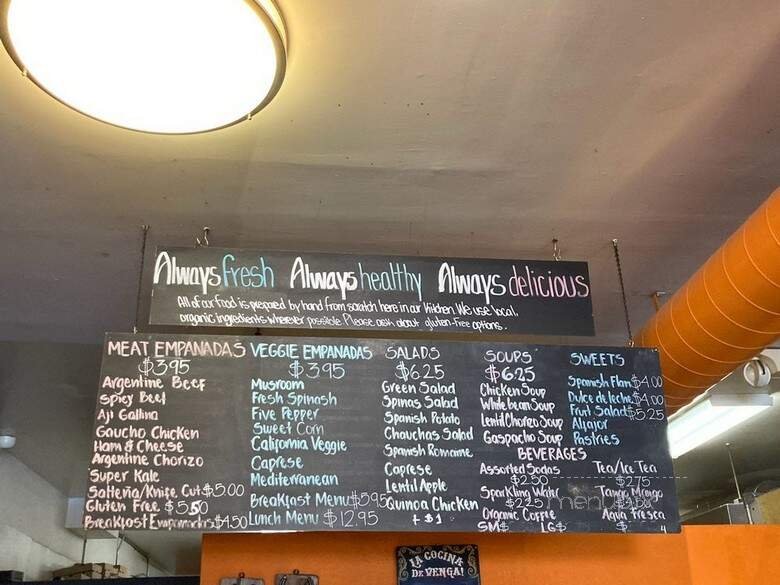 Always fresh Always healthy Always delicious
All of our food is prepared by hand from scratch here in our kitchen. We use local,
organic ingredients wherever possible. Please ask about gluten-free options.
MEAT EMPANADAS
$3.95
Argentine Beef
Spicy Beef
Aji Gallina
Gaucho Chicken
Ham & Cheese
Argentine Chorizo
Super Kale
Salteña/Knife Cut $5.00
Gluten Free $5.50
Breakfast Empanadas $4.50
VEGGIE EMPANADAS
$3.95
Musroom
Fresh Spinash
Five Pepper
Sweet Corn
California Veggie
Caprese
Mediterranean
Breakfast Menu $5.95
Lunch Menu $12.95
SALADS
$6.25
Green Salad
Spinas Salad
Spanish Potato
Chauchas Salad
Spanush Romaine
Caprese
Lentil Apple
Quinoa Chicken
+ $1
SOUPS
$6.25
Chicken Soup
White bean Soup
Lentil Chorizo Soup
Gaspacho Soup
SWEETS
Spanish Flan $4.00
Dulce de leche $4.00
Fruit Salad $5.25
Alfajor
Pastries
BEVERAGES
Assorted Sodas
$2.50
Sparkling Water
$2.25
Organic Coffee
SM$ LG$
Tea/Ice Tea
$2.75
Tango Mango
Agua Fresca
$ 4
menupix
LA COCINA
DE VENGA!